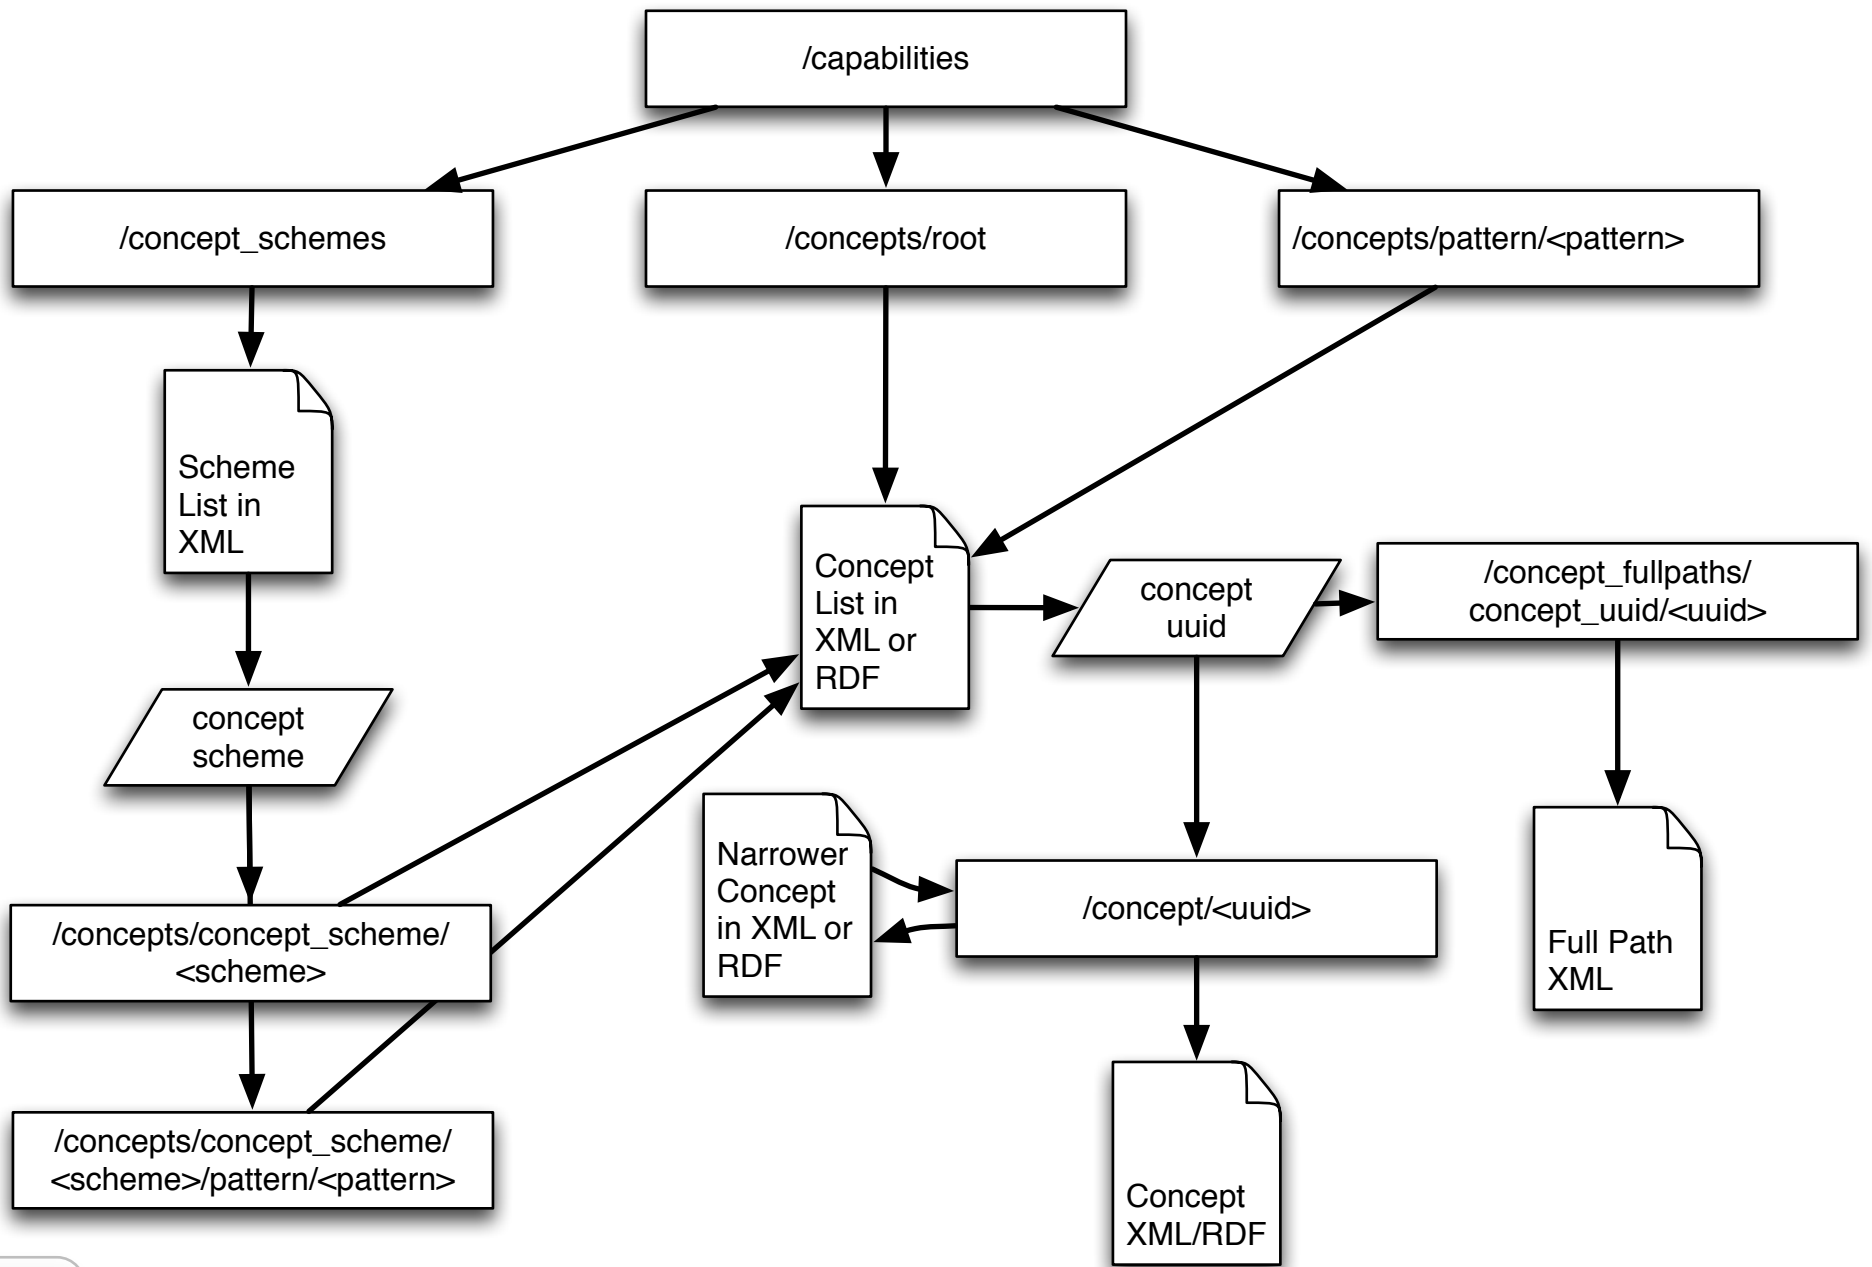 /capabilities
/concept_schemes
/concepts/root
/concepts/pattern/<pattern>
Scheme
List in
XML
Concept
List in
XML or
RDF
concept
uuid
/concept_fullpaths/
concept_uuid/<uuid>
concept
scheme
Narrower
Concept
in XML or
RDF
/concept/<uuid>
Full Path
XML
/concepts/concept_scheme/
<scheme>
/concepts/concept_scheme/
<scheme>/pattern/<pattern>
Concept
XML/RDF